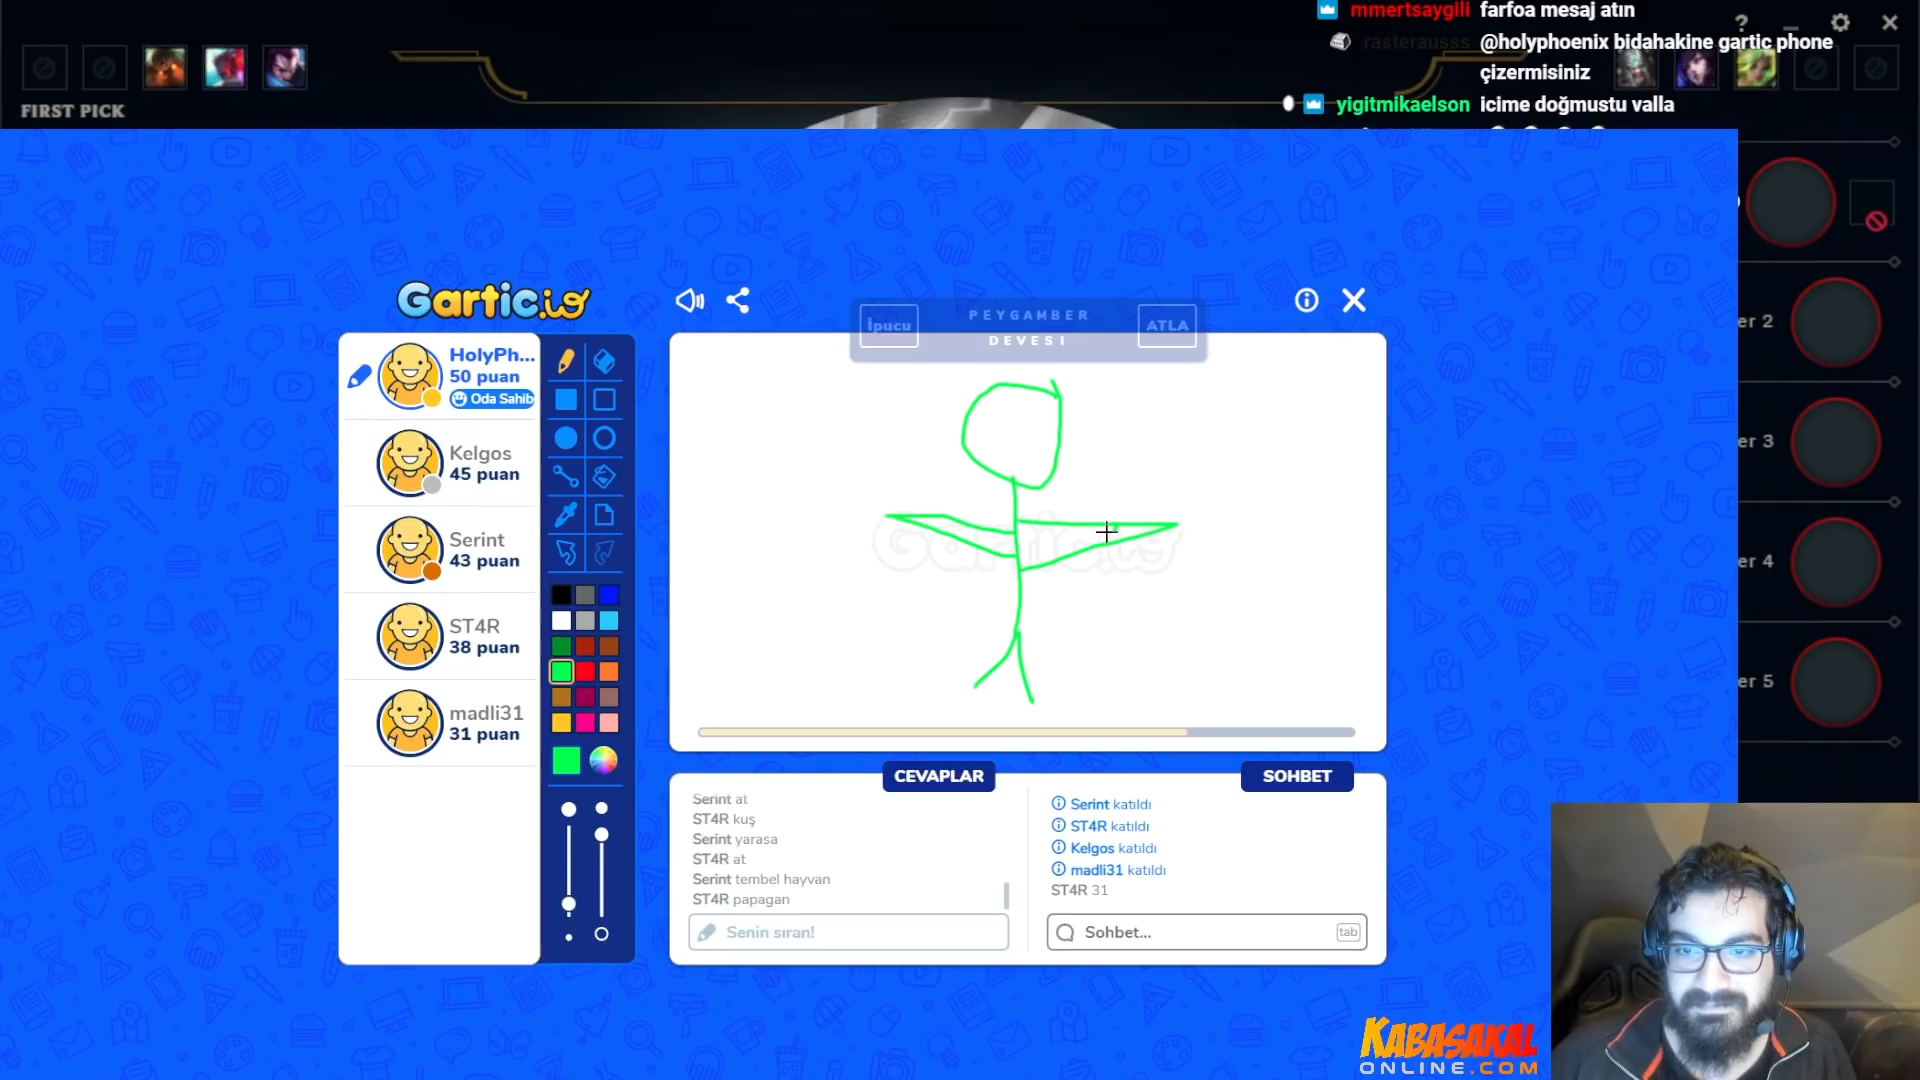 mmertsaygili farfoa mesaj atın
rasterausss @holyphoenix bidahakine gartic phone
çizermisiniz
yigitmikaelson icime doğmustu valla
FIRST PICK
Gartic.io
İpucu
PEYGAMBER
DEVESİ
ATLA
HolyPh...
50 puan
Oda Sahib
Kelgos
45 puan
Serint
43 puan
ST4R
38 puan
madli31
31 puan
Gartic.io
er 2
er 3
er 4
er 5
CEVAPLAR
Serint at
ST4R kuş
Serint yarasa
ST4R at
Serint tembel hayvan
ST4R papagan
Senin sıran!
SOHBET
Serint katıldı
ST4R katıldı
Kelgos katıldı
madli31 katıldı
ST4R 31
Sohbet...
tab
KABASAKAL
ONLINE.COM